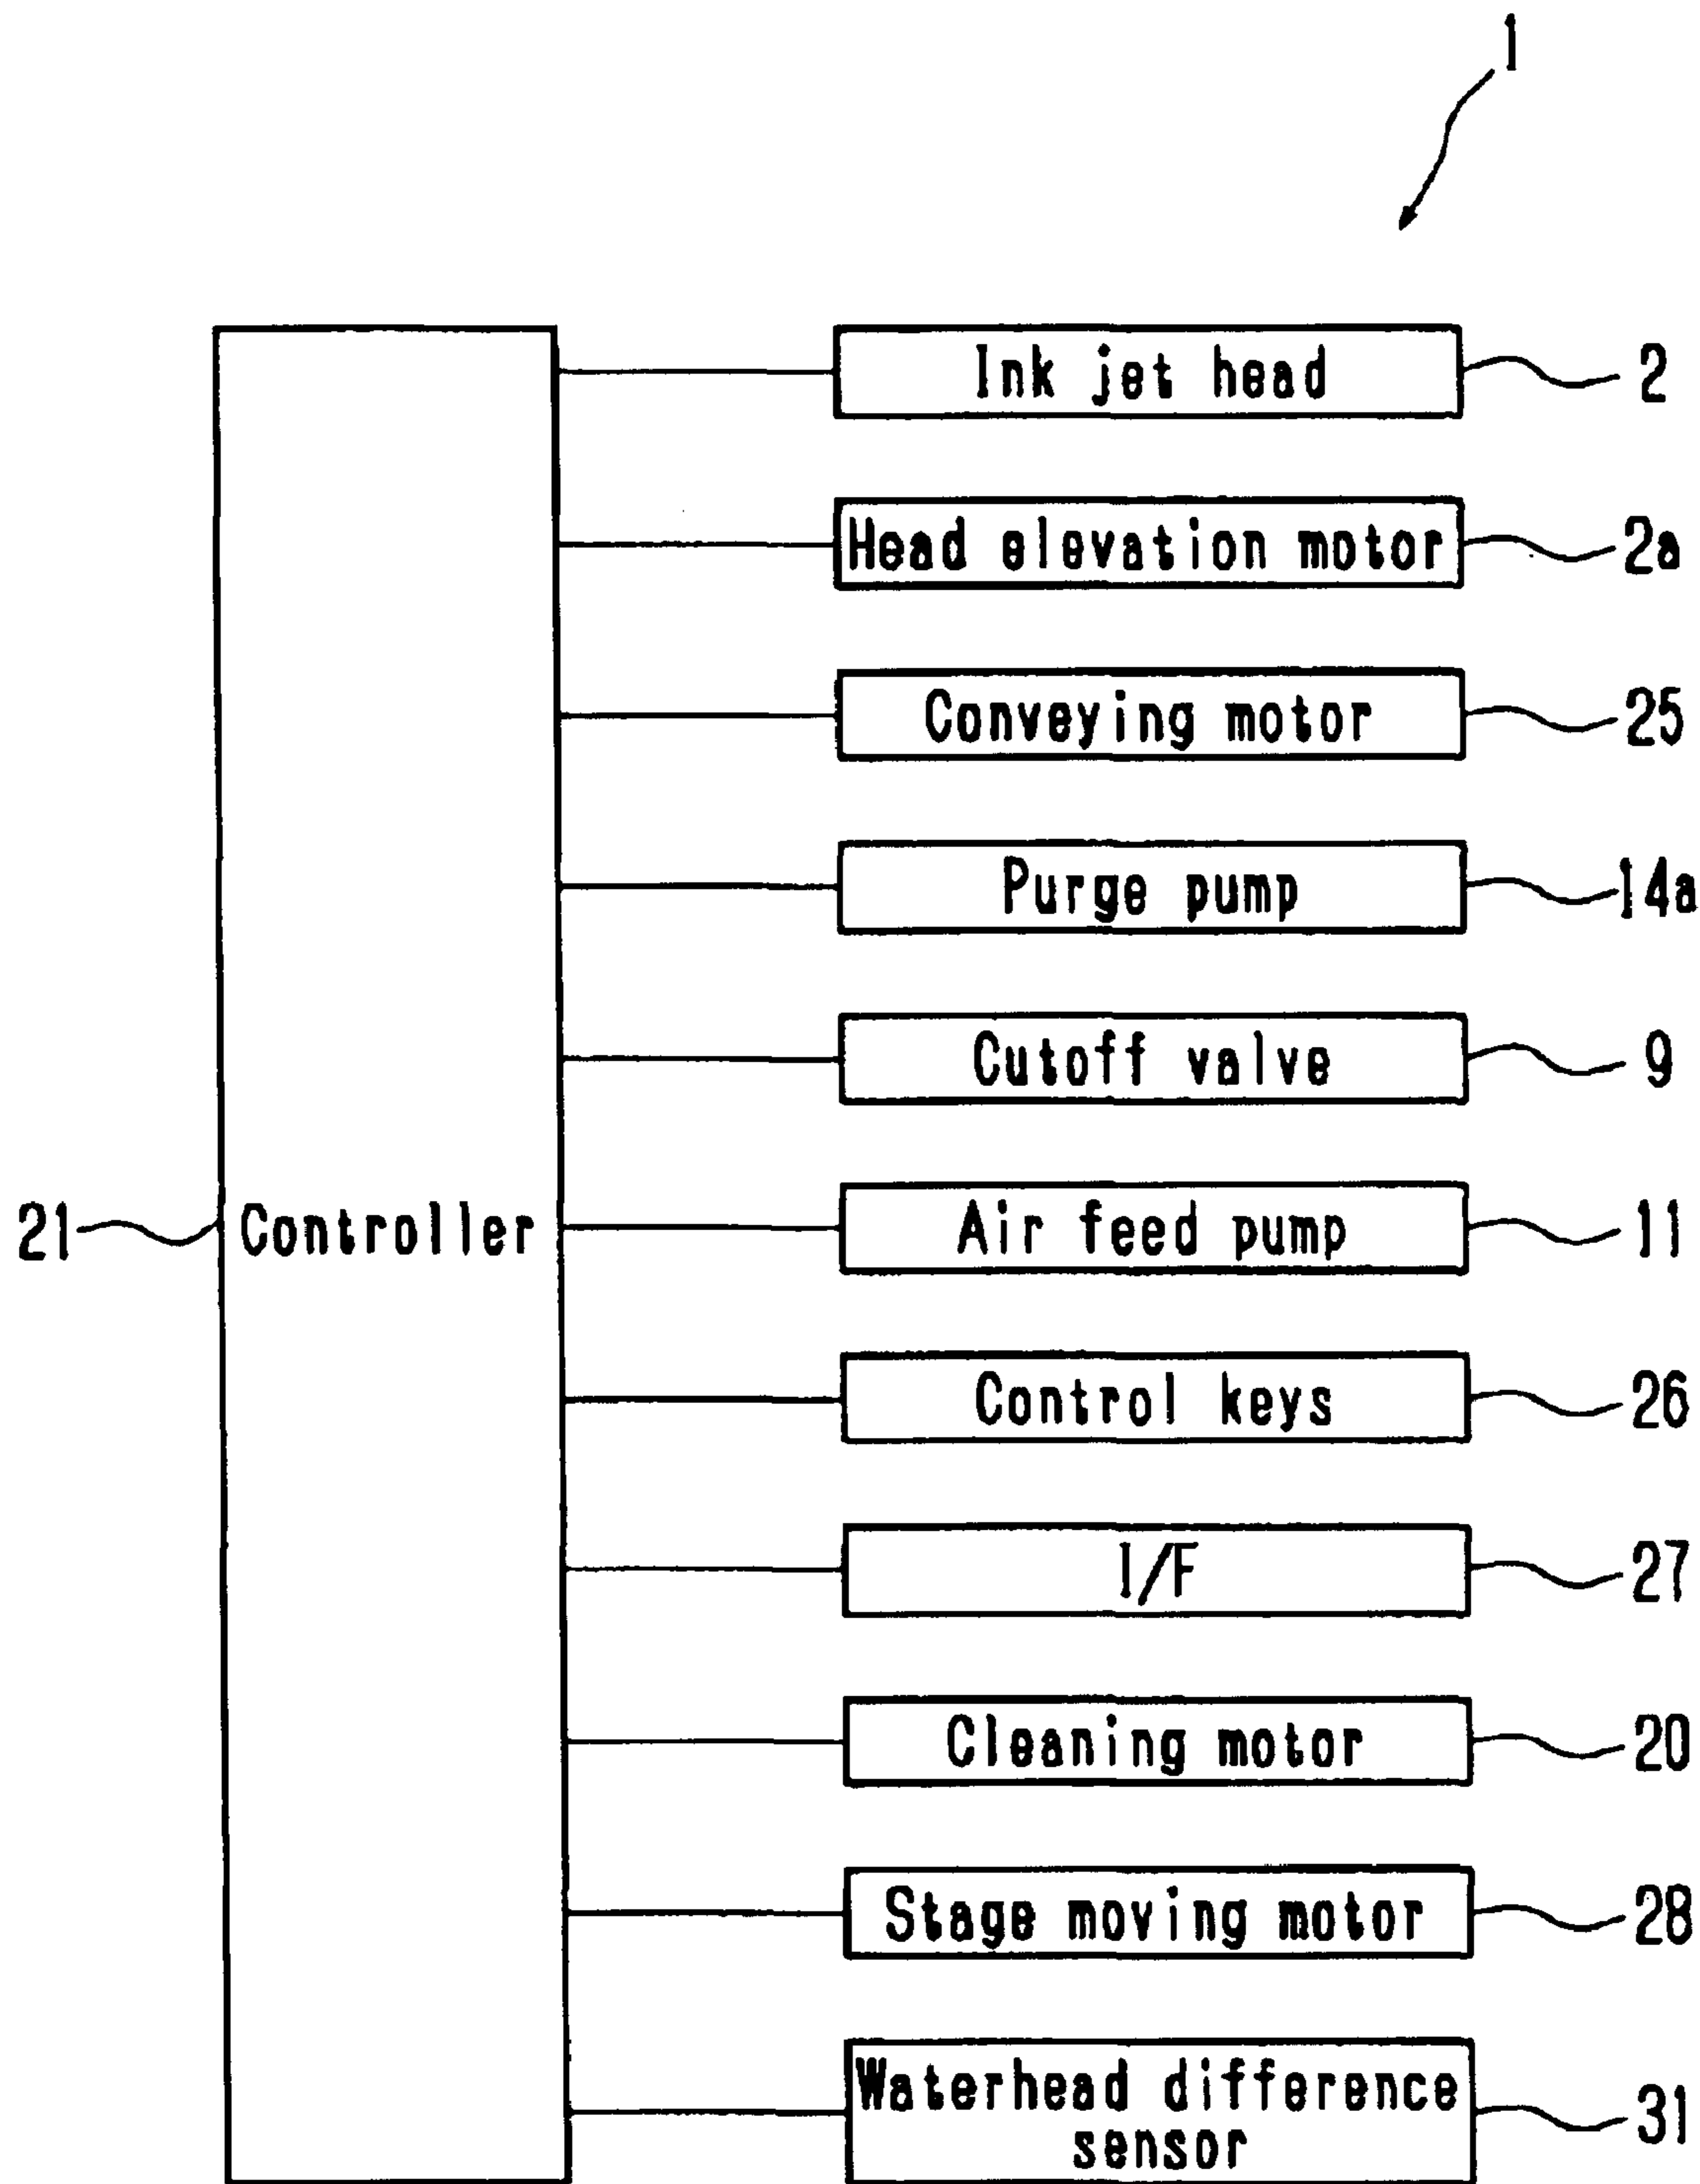 1
Ink jet head 2
Head elevation motor 2a
Conveying motor 25
Purge pump 14a
Cutoff valve 9
21 Controller Air feed pump 11
Control keys 26
I/F 27
Cleaning motor 20
Stage moving motor 28
Waterhead difference
sensor 31